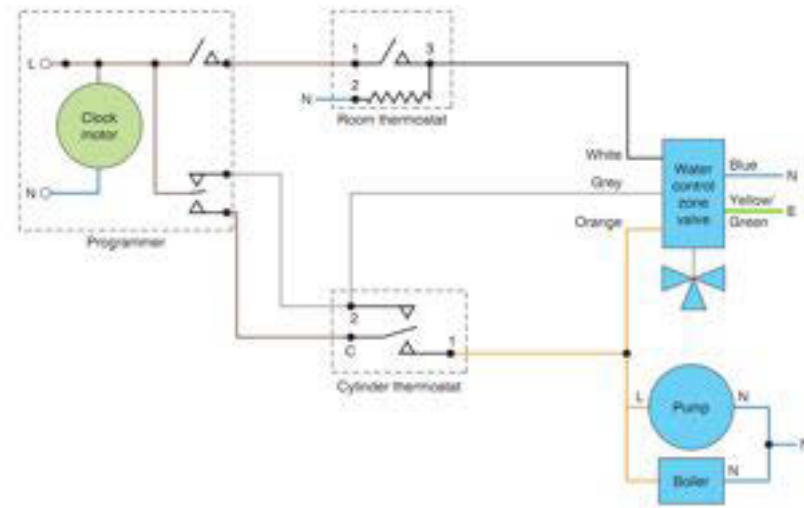 L
Clock
motor
N
Programmer
1
3
2
N
Room thermostat
White
Grey
Orange
Water
control
zone
valve
Blue
N
Yellow/
Green
E
2
C
1
Cylinder thermostat
L
Pump
N
N
Boiler
N